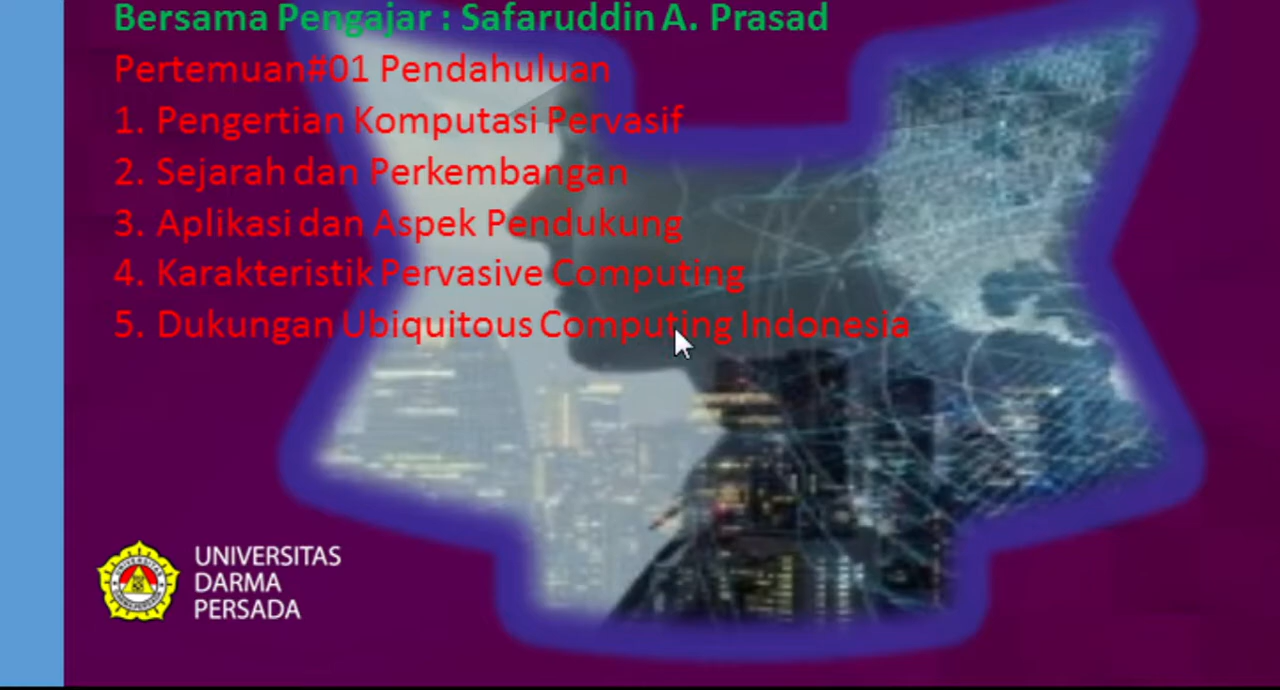 Bersama Pengajar : Safaruddin A. Prasad
Pertemuan#01 Pendahuluan
1. Pengertian Komputasi Pervasif
2. Sejarah dan Perkembangan
3. Aplikasi dan Aspek Pendukung
4. Karakteristik Pervasive Computing
5. Dukungan Ubiquitous Computing Indonesia
UNIVERSITAS
DARMA
PERSADA